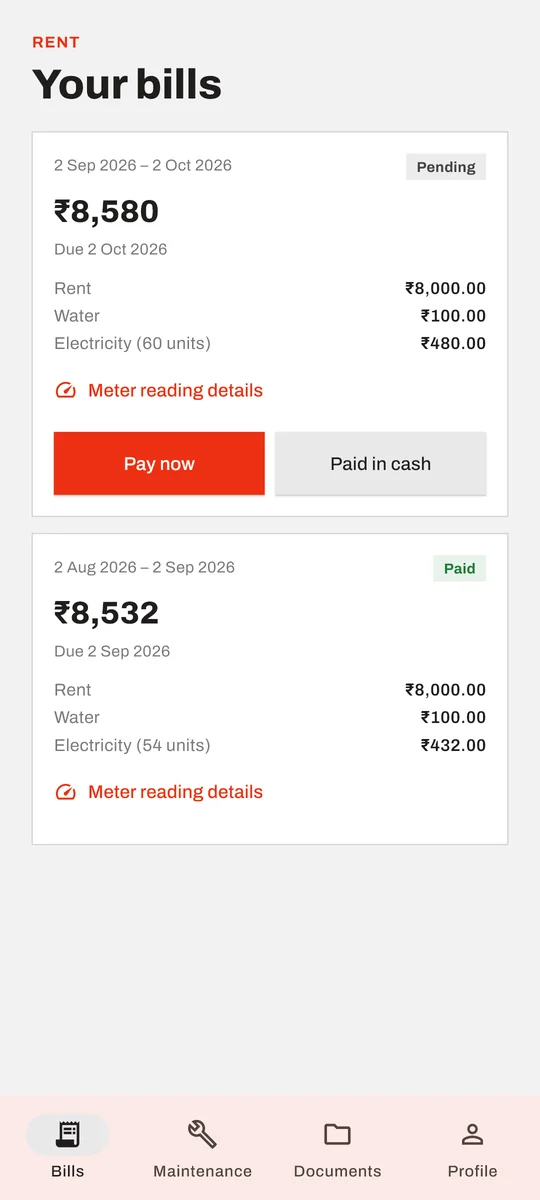 RENT
Your bills
2 Sep 2026 – 2 Oct 2026
Pending
₹8,580
Due 2 Oct 2026
Rent ₹8,000.00
Water ₹100.00
Electricity (60 units) ₹480.00
Meter reading details
Pay now
Paid in cash
2 Aug 2026 – 2 Sep 2026
Paid
₹8,532
Due 2 Sep 2026
Rent ₹8,000.00
Water ₹100.00
Electricity (54 units) ₹432.00
Meter reading details
Bills
Maintenance
Documents
Profile